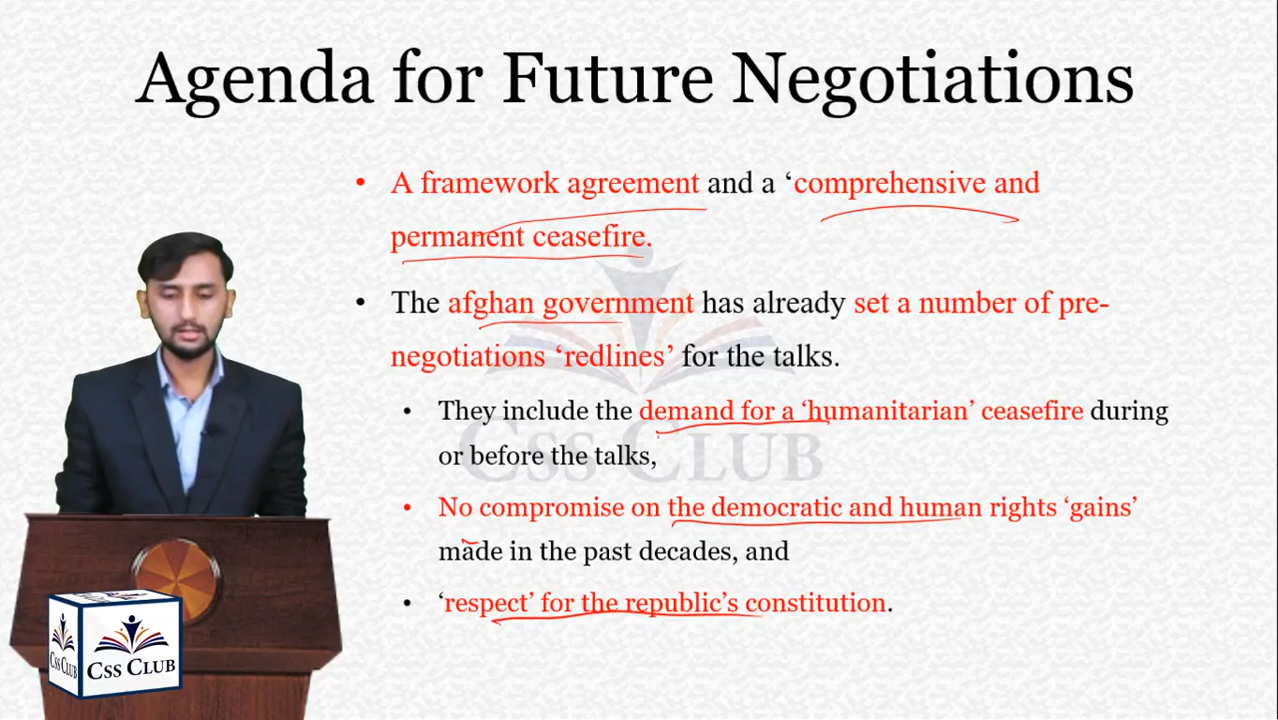 Agenda for Future Negotiations
• A framework agreement and a ‘comprehensive and
permanent ceasefire.
• The afghan government has already set a number of pre-
negotiations ‘redlines’ for the talks.
• They include the demand for a ‘humanitarian’ ceasefire during
or before the talks,
• No compromise on the democratic and human rights ‘gains’
made in the past decades, and
• ‘respect’ for the republic’s constitution.
CSS CLUB
CSS CLUB
CSS CLUB